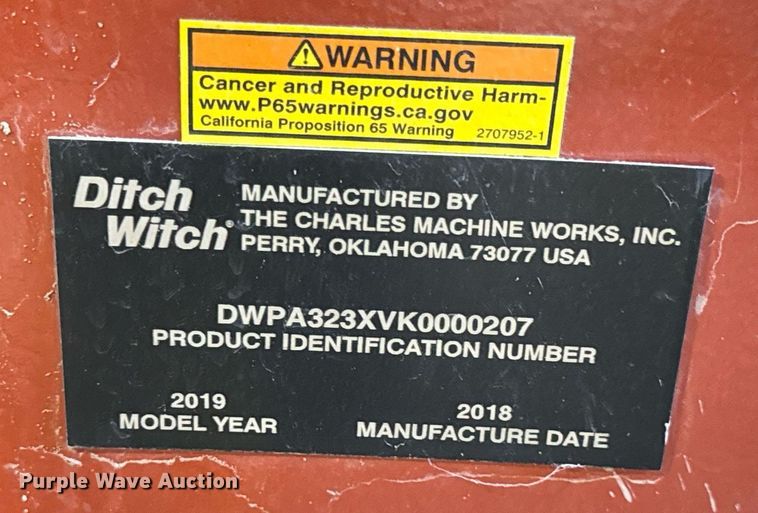 WARNING
Cancer and Reproductive Harm-
www.P65warnings.ca.gov
California Proposition 65 Warning 2707952-1
Ditch
Witch®
MANUFACTURED BY
THE CHARLES MACHINE WORKS, INC.
PERRY, OKLAHOMA 73077 USA
DWPA323XVK0000207
PRODUCT IDENTIFICATION NUMBER
2019
MODEL YEAR
2018
MANUFACTURE DATE
Purple Wave Auction